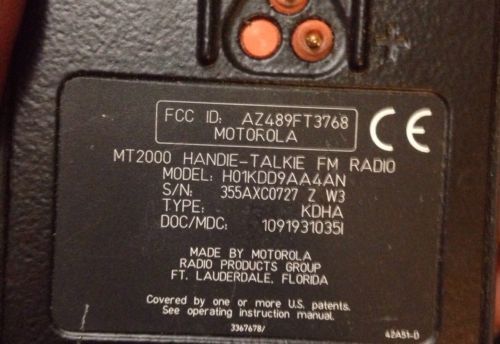 FCC ID: AZ489FT3768
MOTOROLA
CE
MT2000 HANDIE-TALKIE FM RADIO
MODEL: H01KDD9AA4AN
S/N: 355AXC0727 Z W3
TYPE: KDHA
DOC/MDC: 1091931035I
MADE BY MOTOROLA
RADIO PRODUCTS GROUP
FT. LAUDERDALE, FLORIDA
Covered by one or more U.S. patents.
See operating instruction manual.
3367678/ 42A51-D